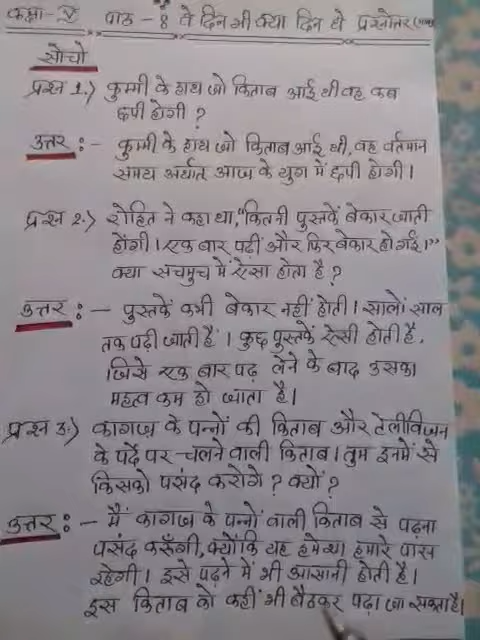 कक्षा-V पाठ - 8 वे दिन भी क्या दिन थे प्रश्नोत्तर
सोचो
प्रश्न 1.) कुम्मी के हाथ जो किताब आई थी वह कब
छपी होगी ?
उत्तर :- कुम्मी के हाथ जो किताब आई थी, वह वर्तमान
समय अर्थात् आज के युग में छपी होगी।
प्रश्न 2.) रोहित ने कहा था, "कितनी पुस्तकें बेकार जाती
होंगी। एक बार पढ़ीं और फिर बेकार हो गईं।"
क्या सचमुच में ऐसा होता है ?
उत्तर :- पुस्तकें कभी बेकार नहीं होती। सालों साल
तक पढ़ी जाती हैं । कुछ पुस्तकें ऐसी होती हैं,
जिसे एक बार पढ़ लेने के बाद उसका
महत्व कम हो जाता है।
प्रश्न 3.) कागज के पन्नों की किताब और टेलीविजन
के पर्दे पर चलने वाली किताब। तुम इनमें से
किसको पसंद करोगे ? क्यों ?
उत्तर :- मैं कागज के पन्नों वाली किताब से पढ़ना
पसंद करूँगी, क्योंकि यह हमेशा हमारे पास
रहेगी। इसे पढ़ने में भी आसानी होती है।
इस किताब को कहीं भी बैठकर पढ़ा जा सकता है।